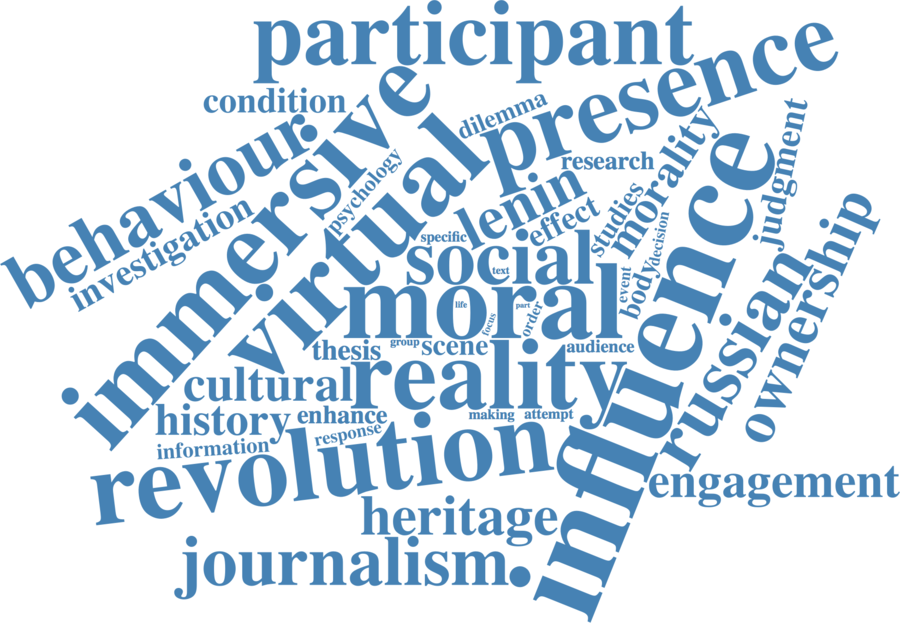 participant
presence
condition
immersive
dilemma
behaviour
virtual
psychology
research
morality
judgment
investigation
lenin
effect
studies
influence
decision
specific
social
text
event
body
ownership
moral
life
part
focus
order
russian
thesis
group
scene
audience
cultural
reality
history
enhance
making
attempt
information
response
revolution
engagement
heritage
journalism